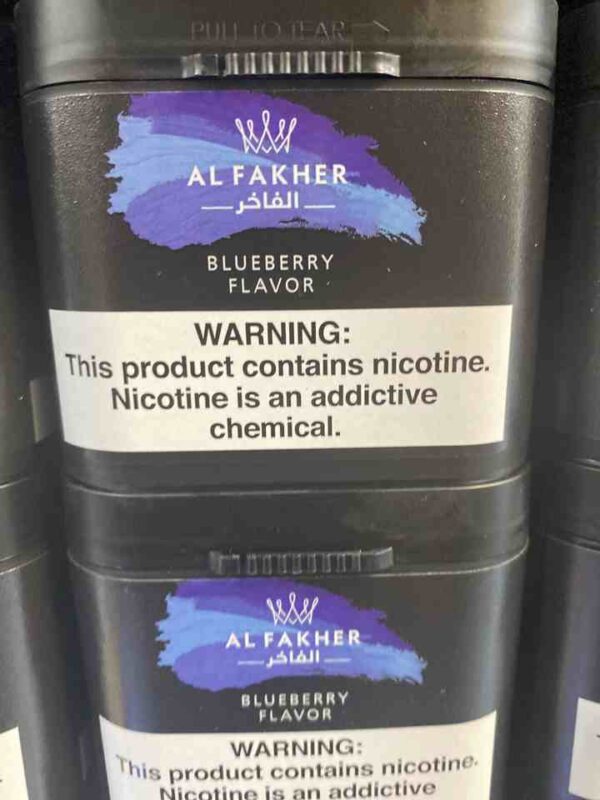 PULL TO TEAR
AL FAKHER
الفاخر
BLUEBERRY
FLAVOR
WARNING:
This product contains nicotine.
Nicotine is an addictive
chemical.
AL FAKHER
الفاخر
BLUEBERRY
FLAVOR
WARNING:
This product contains nicotine.
Nicotine is an addictive